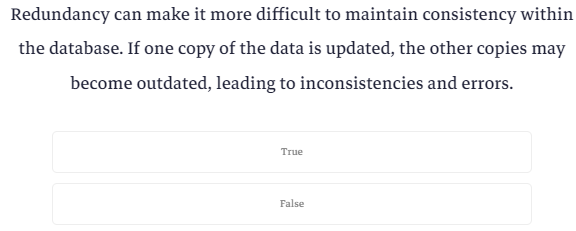 Redundancy can make it more difficult to maintain consistency within
the database. If one copy of the data is updated, the other copies may
become outdated, leading to inconsistencies and errors.
True
False